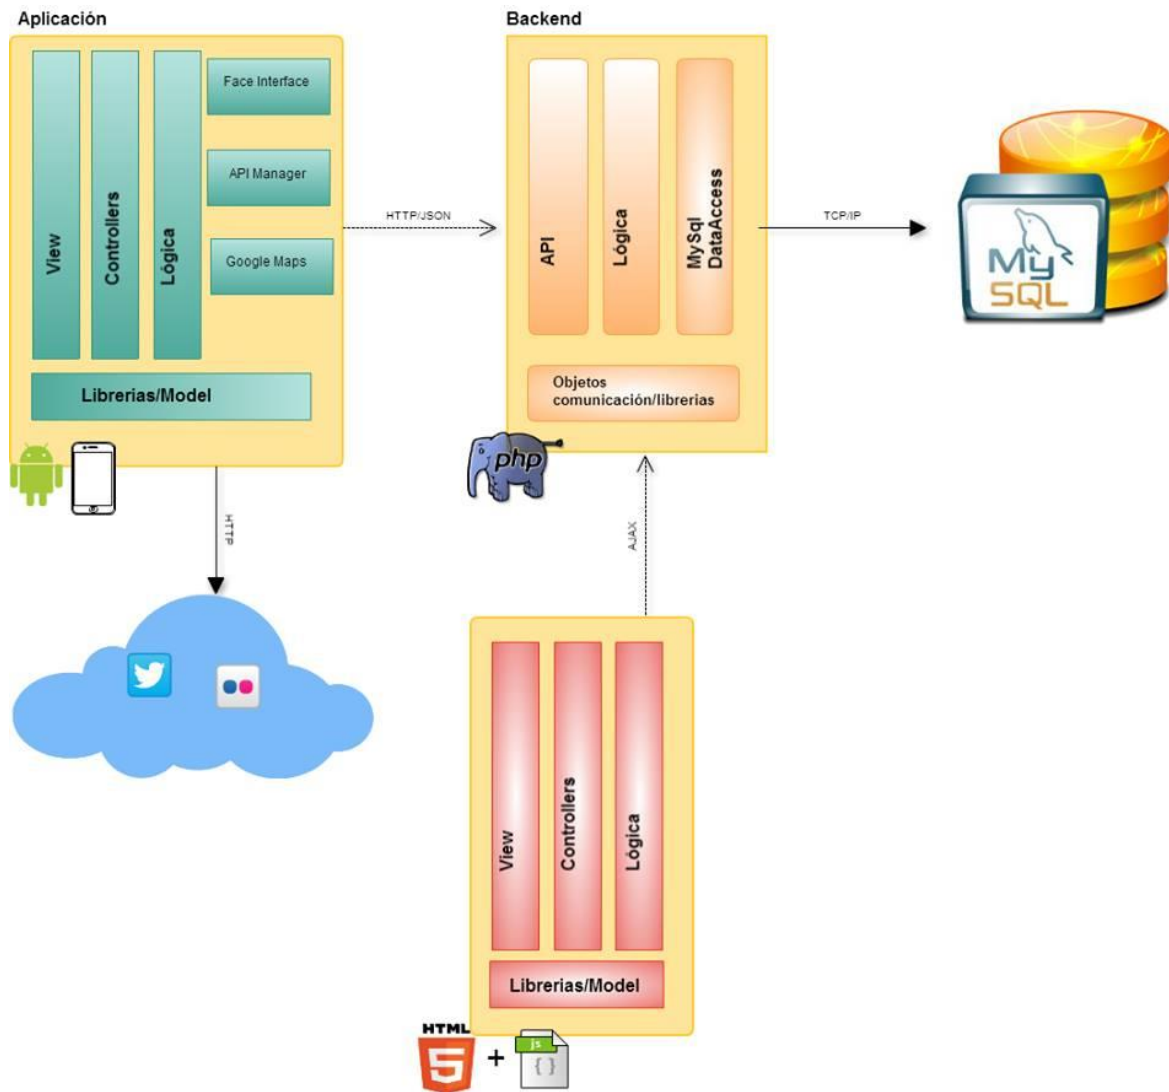 Aplicación
View
Controllers
Lógica
Face Interface
API Manager
Google Maps
Librerias/Model
HTTP/JSON
Backend
API
Lógica
MySql
DataAccess
Objetos
comunicación/librerias
php
TCP/IP
My
SQL
HTTP
AJAX
View
Controllers
Lógica
Librerias/Model
HTML
5
+
js
{ }